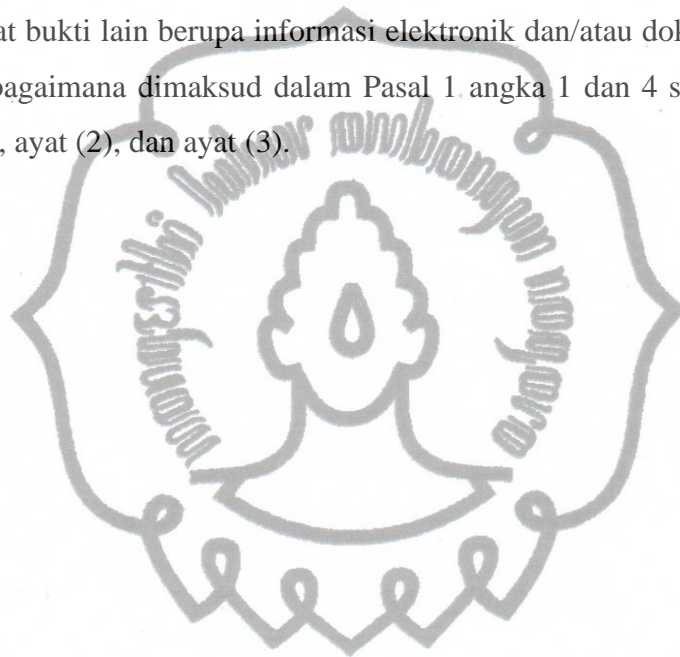 at bukti lain berupa informasi elektronik dan/atau dok
bagaimana dimaksud dalam Pasal 1 angka 1 dan 4 s
, ayat (2), dan ayat (3).